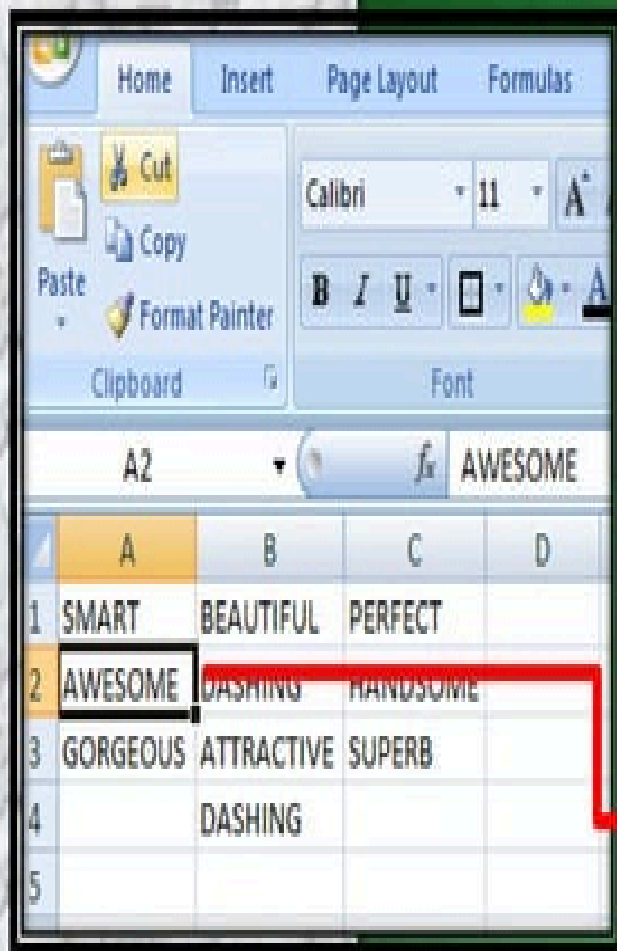 Home Insert Page Layout Formulas
Cut
Copy
Paste
Format Painter
Calibri 11 A
B I U A
Clipboard Font
A2 fx AWESOME
A B C D
1 SMART BEAUTIFUL PERFECT
2 AWESOME DASHING HANDSOME
3 GORGEOUS ATTRACTIVE SUPERB
4 DASHING
5